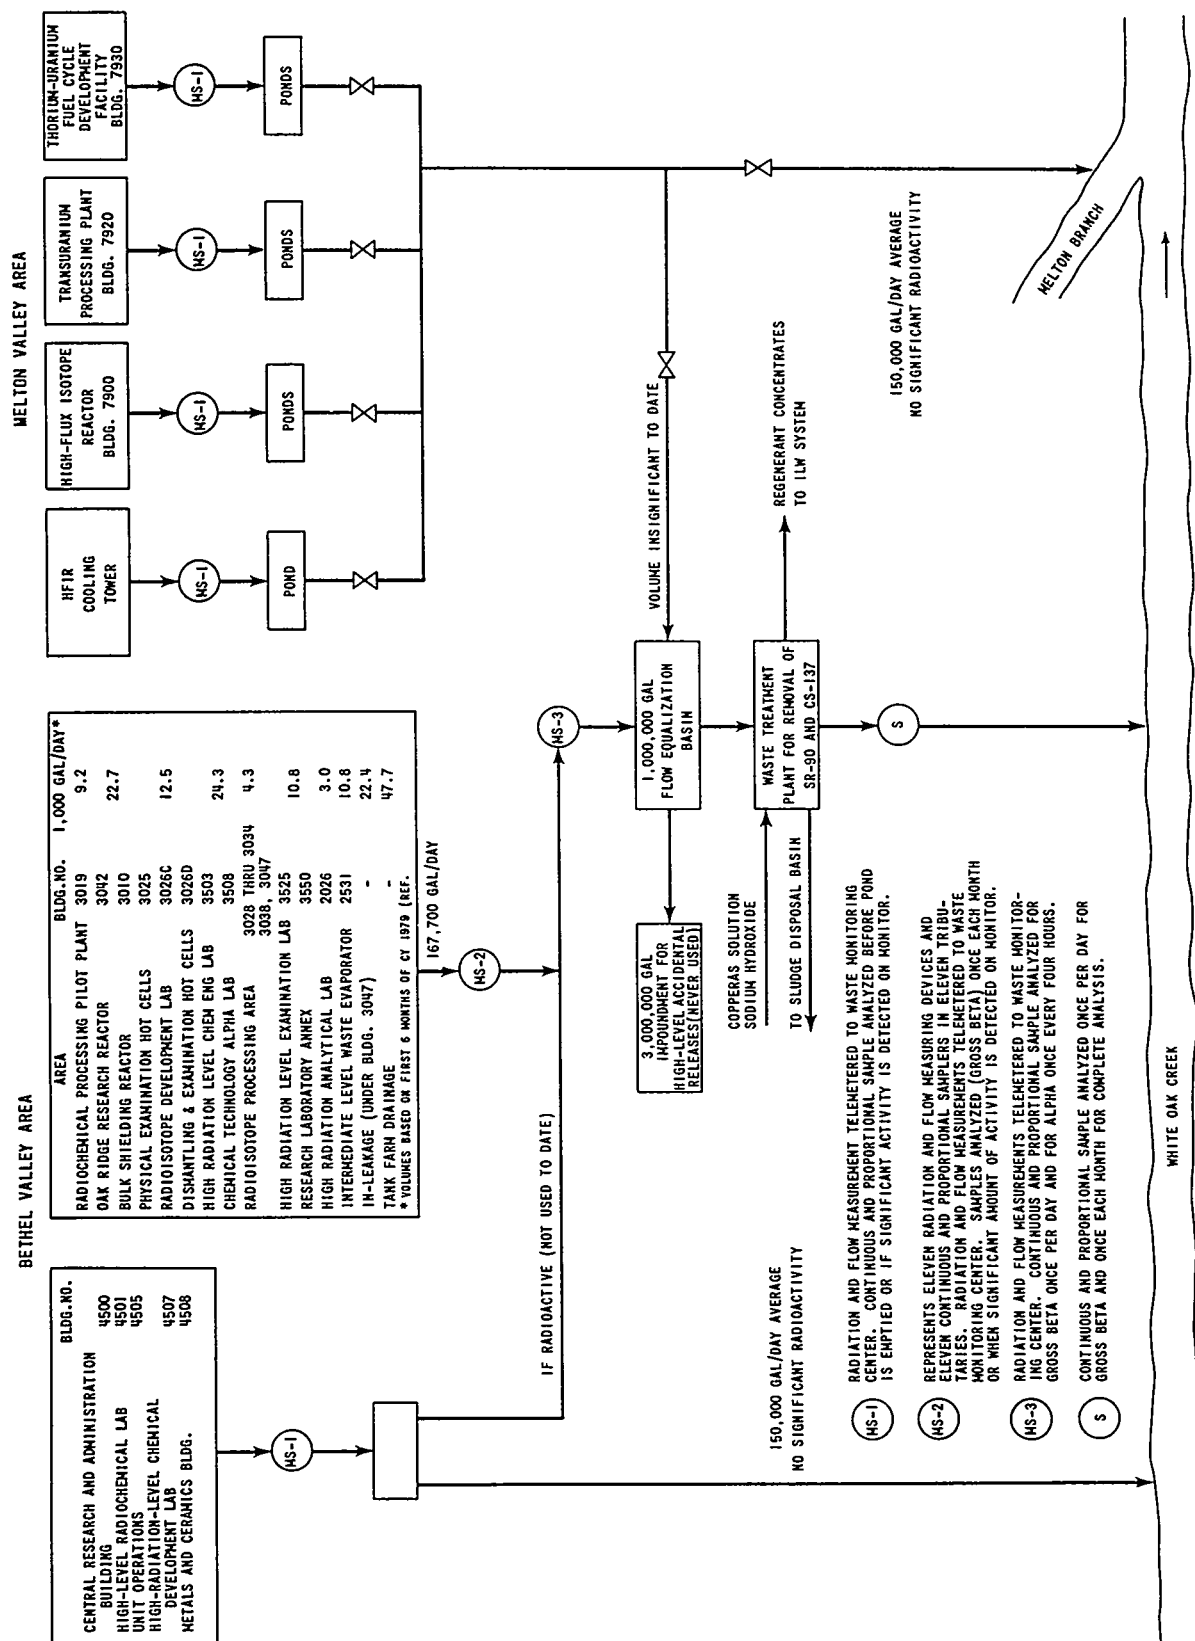 BETHEL VALLEY AREA
MELTON VALLEY AREA
BLDG.NO.
CENTRAL RESEARCH AND ADMINISTRATION
BUILDING 4500
HIGH-LEVEL RADIOCHEMICAL LAB 4501
UNIT OPERATIONS 4505
HIGH-RADIATION-LEVEL CHEMICAL
DEVELOPMENT LAB 4507
METALS AND CERAMICS BLDG. 4508
MS-1
AREA BLDG.NO. 1,000 GAL/DAY*
RADIOCHEMICAL PROCESSING PILOT PLANT 3019 9.2
OAK RIDGE RESEARCH REACTOR 3042 22.7
BULK SHIELDING REACTOR 3010
PHYSICAL EXAMINATION HOT CELLS 3025
RADIOISOTOPE DEVELOPMENT LAB 3026C 12.5
DISMANTLING & EXAMINATION HOT CELLS 3026D
HIGH RADIATION LEVEL CHEM ENG LAB 3503 24.3
CHEMICAL TECHNOLOGY ALPHA LAB 3508
RADIOISOTOPE PROCESSING AREA 3028 THRU 3034 4.3
3038, 3047
HIGH RADIATION LEVEL EXAMINATION LAB 3525 10.8
RESEARCH LABORATORY ANNEX 3550
HIGH RADIATION ANALYTICAL LAB 2026 3.0
INTERMEDIATE LEVEL WASTE EVAPORATOR 2531 10.8
IN-LEAKAGE (UNDER BLDG. 3047) - 22.4
TANK FARM DRAINAGE - 47.7
* VOLUMES BASED ON FIRST 6 MONTHS OF CY 1979 (REF.
167,700 GAL/DAY
MS-2
IF RADIOACTIVE (NOT USED TO DATE)
MS-3
HFIR
COOLING
TOWER
MS-1
POND
HIGH-FLUX ISOTOPE
REACTOR
BLDG. 7900
MS-1
PONDS
TRANSURANIUM
PROCESSING PLANT
BLDG. 7920
MS-1
PONDS
THORIUM-URANIUM
FUEL CYCLE
DEVELOPMENT
FACILITY
BLDG. 7930
MS-1
PONDS
VOLUME INSIGNIFICANT TO DATE
1,000,000 GAL
FLOW EQUALIZATION
BASIN
3,000,000 GAL
IMPOUNDMENT FOR
HIGH-LEVEL ACCIDENTAL
RELEASES(NEVER USED)
COPPERAS SOLUTION
SODIUM HYDROXIDE
TO SLUDGE DISPOSAL BASIN
WASTE TREATMENT
PLANT FOR REMOVAL OF
SR-90 AND CS-137
REGENERANT CONCENTRATES
TO ILW SYSTEM
S
150,000 GAL/DAY AVERAGE
NO SIGNIFICANT RADIOACTIVITY
150,000 GAL/DAY AVERAGE
NO SIGNIFICANT RADIOACTIVITY
MELTON BRANCH
MS-1 RADIATION AND FLOW MEASUREMENT TELEMETERED TO WASTE MONITORING
CENTER. CONTINUOUS AND PROPORTIONAL SAMPLE ANALYZED BEFORE POND
IS EMPTIED OR IF SIGNIFICANT ACTIVITY IS DETECTED ON MONITOR.
MS-2 REPRESENTS ELEVEN RADIATION AND FLOW MEASURING DEVICES AND
ELEVEN CONTINUOUS AND PROPORTIONAL SAMPLERS IN ELEVEN TRIBU-
TARIES. RADIATION AND FLOW MEASUREMENTS TELEMETERED TO WASTE
MONITORING CENTER. SAMPLES ANALYZED (GROSS BETA) ONCE EACH MONTH
OR WHEN SIGNIFICANT AMOUNT OF ACTIVITY IS DETECTED ON MONITOR.
MS-3 RADIATION AND FLOW MEASUREMENTS TELEMETERED TO WASTE MONITOR-
ING CENTER. CONTINUOUS AND PROPORTIONAL SAMPLE ANALYZED FOR
GROSS BETA ONCE PER DAY AND FOR ALPHA ONCE EVERY FOUR HOURS.
S CONTINUOUS AND PROPORTIONAL SAMPLE ANALYZED ONCE PER DAY FOR
GROSS BETA AND ONCE EACH MONTH FOR COMPLETE ANALYSIS.
WHITE OAK CREEK